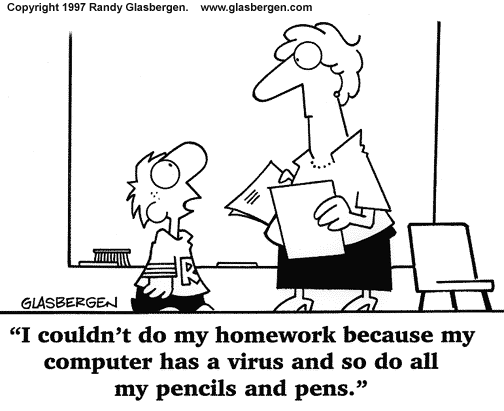 Copyright 1997 Randy Glasbergen.   www.glasbergen.com
R
GLASBERGEN
“I couldn’t do my homework because my
computer has a virus and so do all
my pencils and pens.”